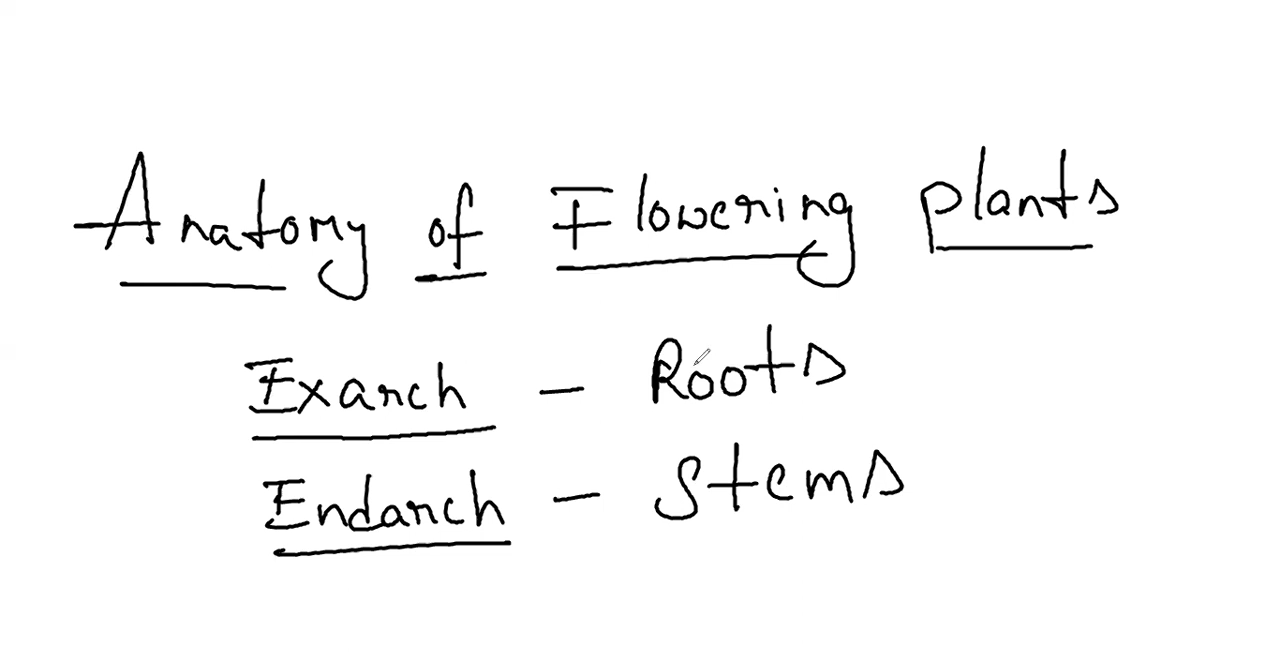 Anatomy of Flowering plants
Exarch - Roots
Endarch - Stems